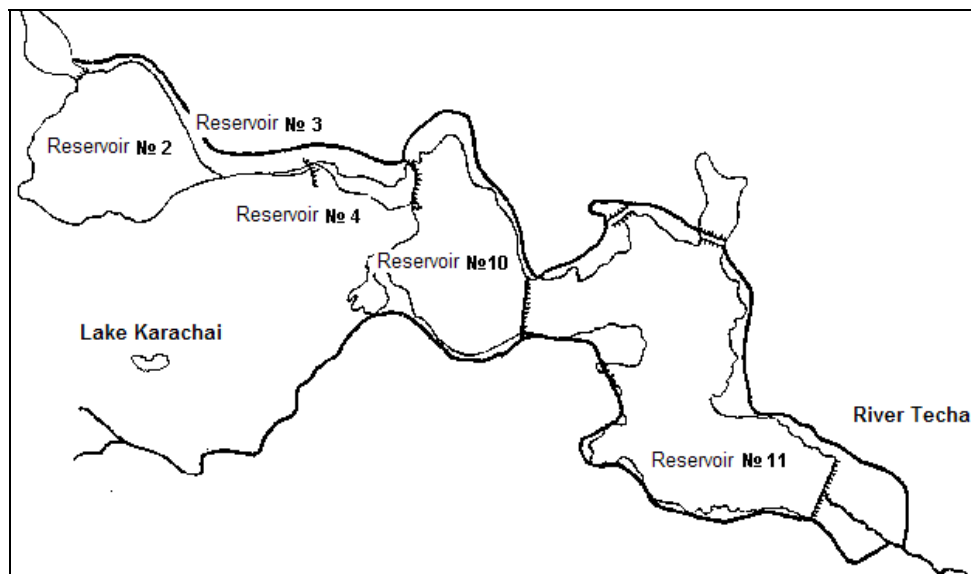 Reservoir № 3
Reservoir № 2
Reservoir № 4
Reservoir №10
Lake Karachai
River Techa
Reservoir № 11